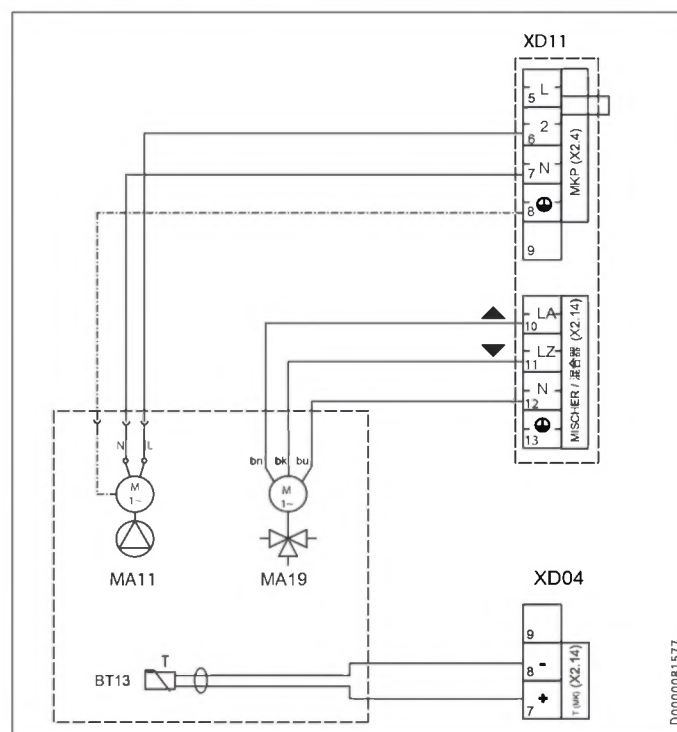 XD11
L
5
2
6
N
7
8
9
MKP (X2.4)
LA
10
LZ
11
N
12
13
MISCHER / 混合器 (X2.14)
N
L
M
1~
MA11
bn
bk
bu
M
1~
MA19
XD04
9
-
8
+
7
T (MK) (X2.14)
T
BT13
D0000081577